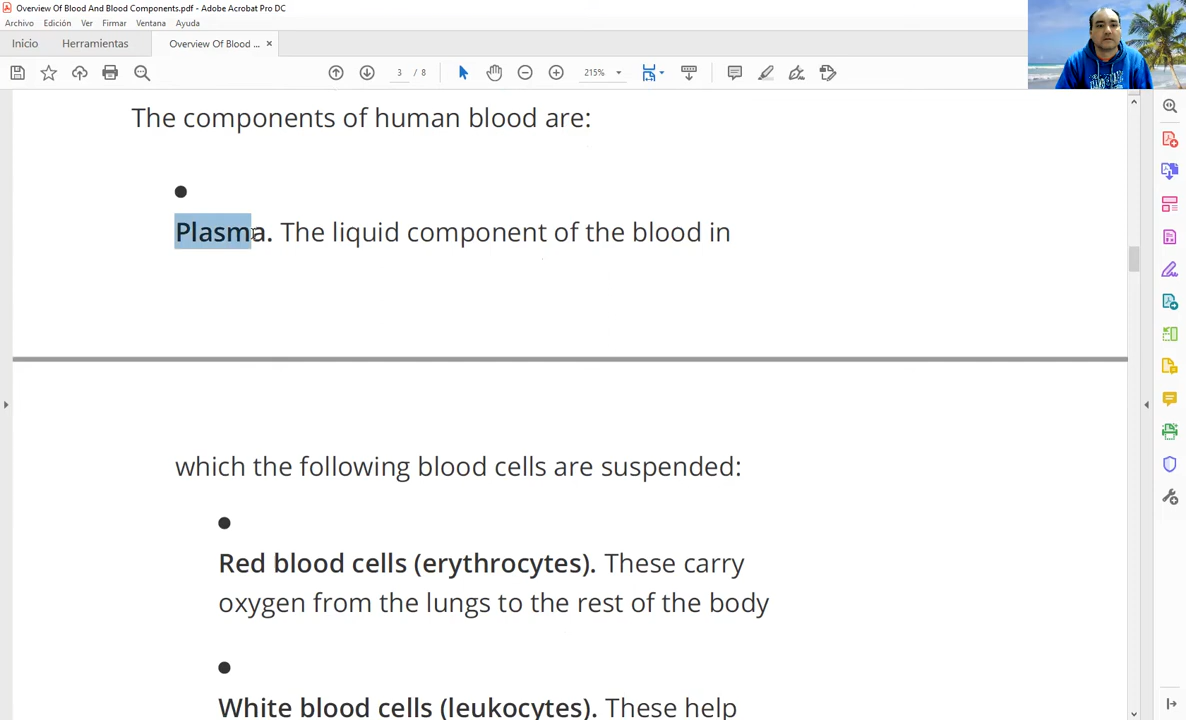 Overview Of Blood And Blood Components.pdf - Adobe Acrobat Pro DC
Archivo Edición Ver Firmar Ventana Ayuda
Inicio Herramientas Overview Of Blood ... ×
3 / 8 215%
The components of human blood are:
Plasma. The liquid component of the blood in
which the following blood cells are suspended:
Red blood cells (erythrocytes). These carry
oxygen from the lungs to the rest of the body
White blood cells (leukocytes). These help